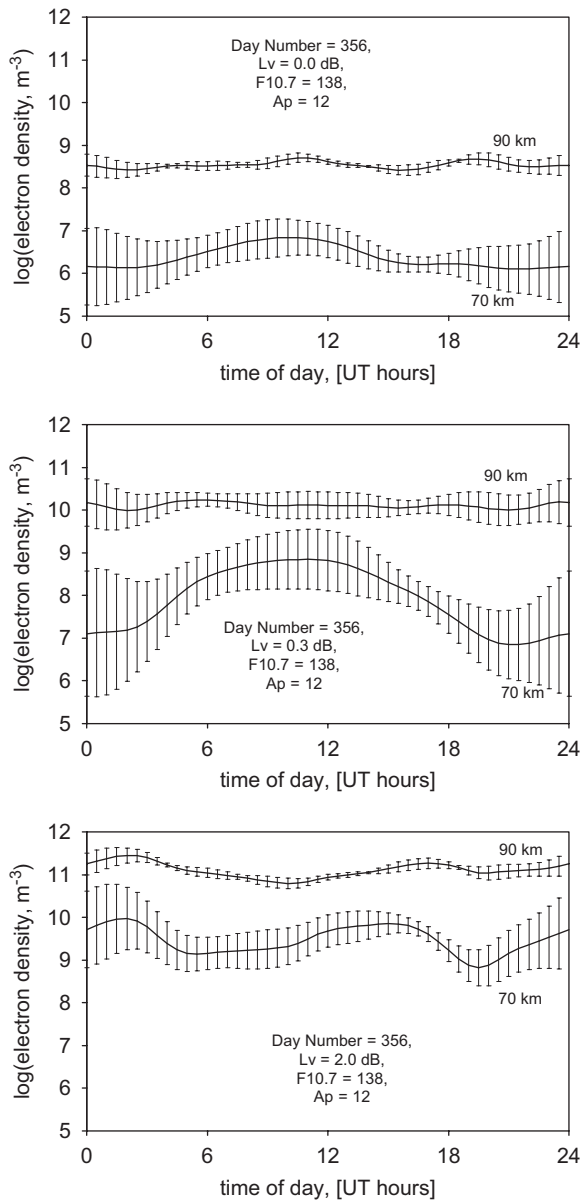 12
11
10
9
8
7
6
5
log(electron density, m-3)
Day Number = 356,
Lv = 0.0 dB,
F10.7 = 138,
Ap = 12
90 km
70 km
0 6 12 18 24
time of day, [UT hours]
12
11
10
9
8
7
6
5
log(electron density, m-3)
90 km
Day Number = 356,
Lv = 0.3 dB,
F10.7 = 138,
Ap = 12
70 km
0 6 12 18 24
time of day, [UT hours]
12
11
10
9
8
7
6
5
log(electron density, m-3)
90 km
70 km
Day Number = 356,
Lv = 2.0 dB,
F10.7 = 138,
Ap = 12
0 6 12 18 24
time of day, [UT hours]